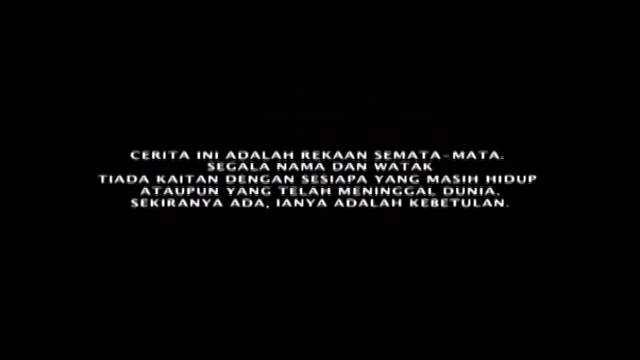 CERITA INI ADALAH REKAAN SEMATA-MATA.
SEGALA NAMA DAN WATAK
TIADA KAITAN DENGAN SESIAPA YANG MASIH HIDUP
ATAUPUN YANG TELAH MENINGGAL DUNIA,
SEKIRANYA ADA, IANYA ADALAH KEBETULAN.